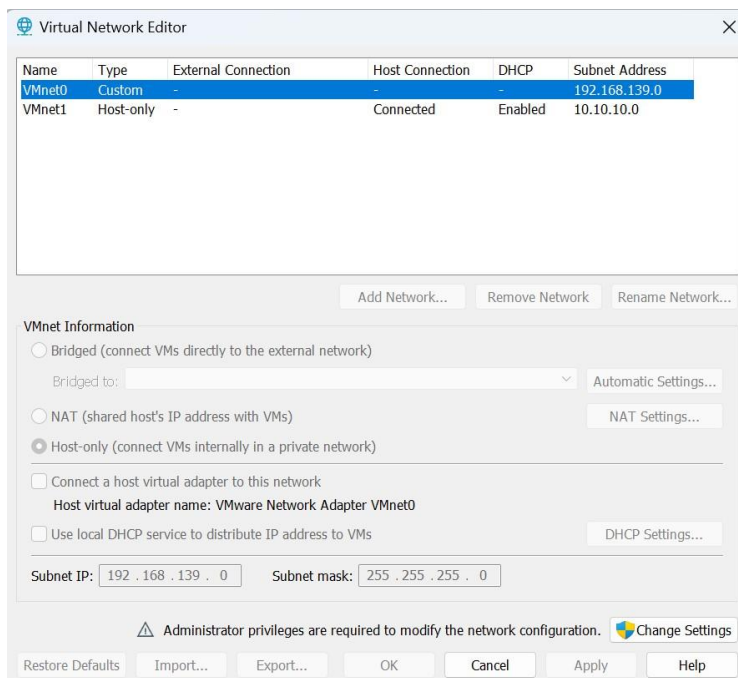 Virtual Network Editor
Name Type External Connection Host Connection DHCP Subnet Address
VMnet0 Custom - - - 192.168.139.0
VMnet1 Host-only - Connected Enabled 10.10.10.0
Add Network... Remove Network Rename Network...
VMnet Information
Bridged (connect VMs directly to the external network)
Bridged to: Automatic Settings...
NAT (shared host's IP address with VMs) NAT Settings...
Host-only (connect VMs internally in a private network)
Connect a host virtual adapter to this network
Host virtual adapter name: VMware Network Adapter VMnet0
Use local DHCP service to distribute IP address to VMs DHCP Settings...
Subnet IP: 192 . 168 . 139 . 0 Subnet mask: 255 . 255 . 255 . 0
Administrator privileges are required to modify the network configuration. Change Settings
Restore Defaults Import... Export... OK Cancel Apply Help